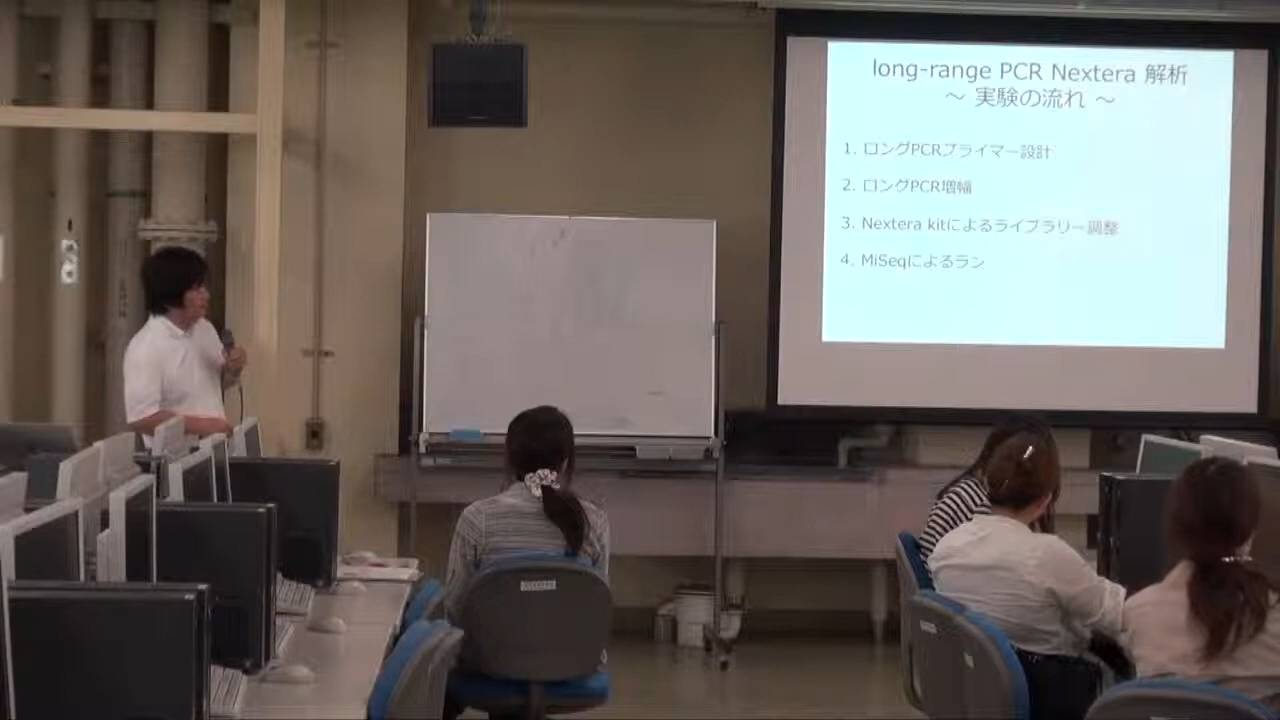 long-range PCR Nextera 解析
～ 実験の流れ ～
1. ロングPCRプライマー設計
2. ロングPCR増幅
3. Nextera kitによるライブラリー調整
4. MiSeqによるラン